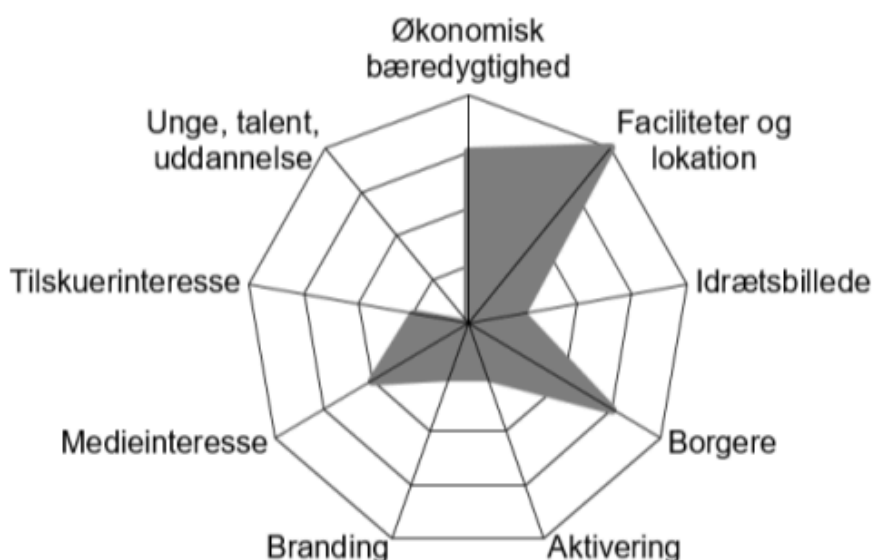 Økonomisk
bæredygtighed
Unge, talent,
uddannelse
Faciliteter og
lokation
Tilskuerinteresse
Idrætsbillede
Medieinteresse
Borgere
Branding
Aktivering